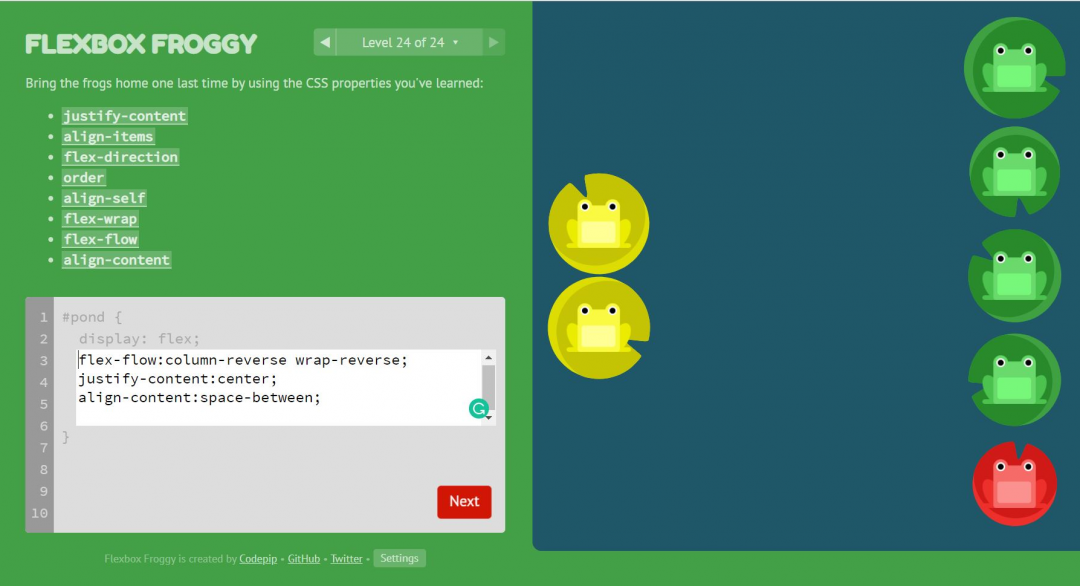 FLEXBOX FROGGY
◀ Level 24 of 24 ▾ ▶
Bring the frogs home one last time by using the CSS properties you've learned:
• justify-content
• align-items
• flex-direction
• order
• align-self
• flex-wrap
• flex-flow
• align-content
1 #pond {
2 display: flex;
3 flex-flow:column-reverse wrap-reverse;
4 justify-content:center;
5 align-content:space-between;
6
7 }
8
9
10
Next
Flexbox Froggy is created by Codepip • GitHub • Twitter • Settings